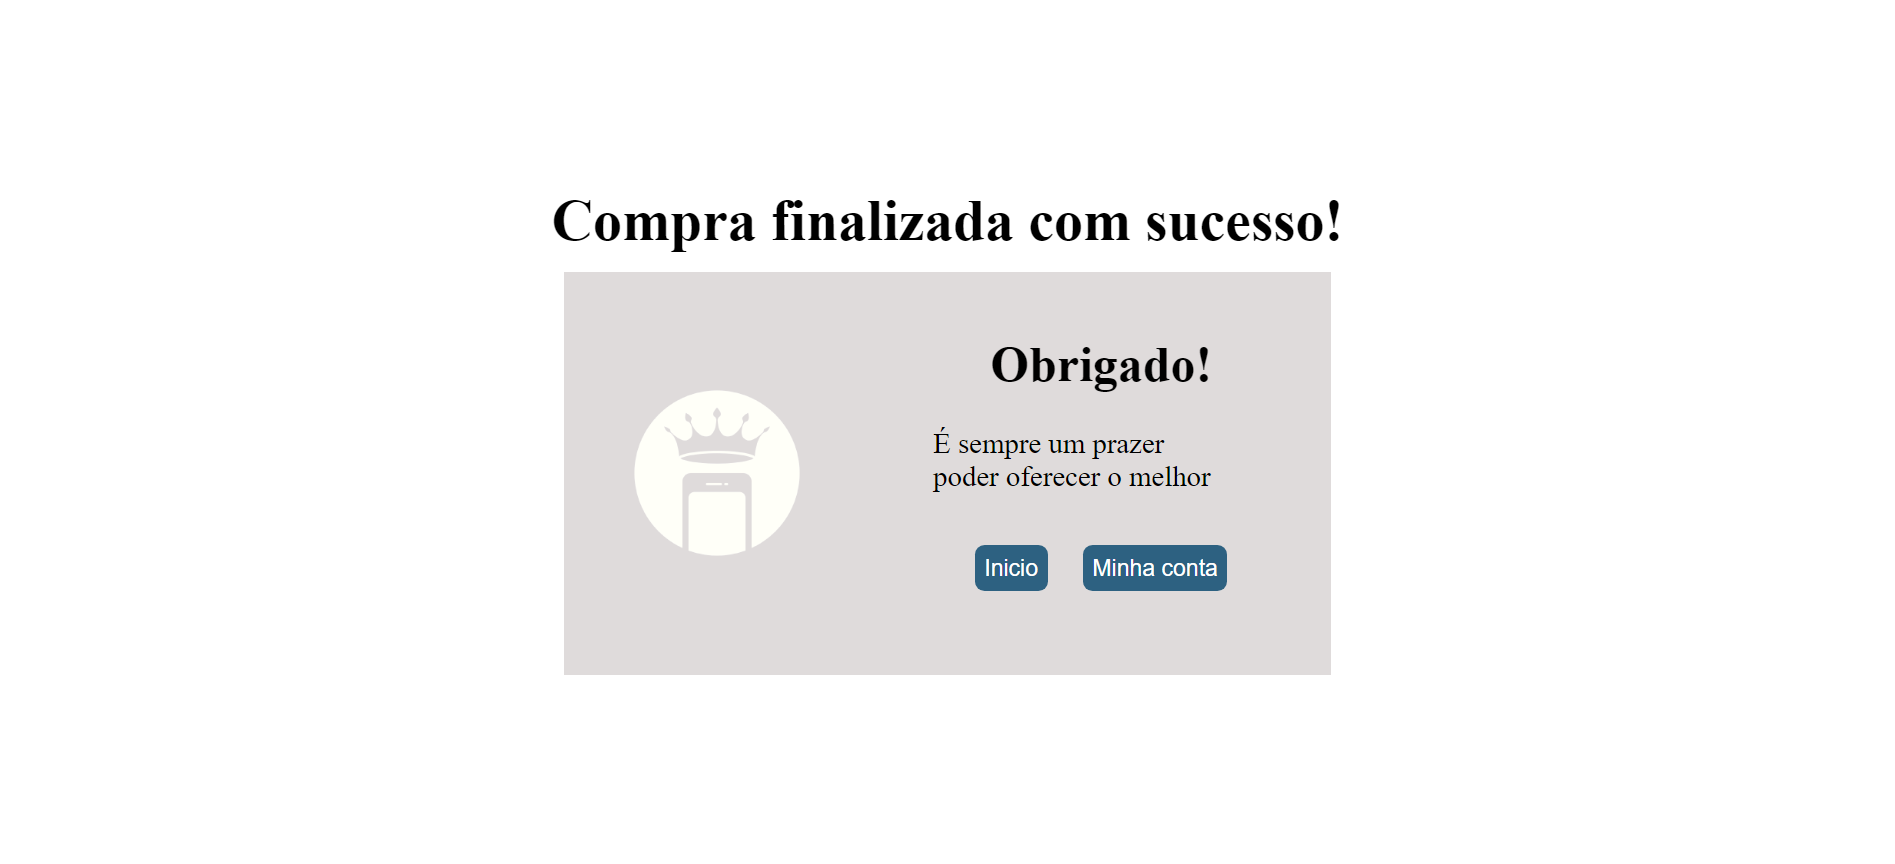 Compra finalizada com sucesso!
Obrigado!
É sempre um prazer
poder oferecer o melhor
Inicio Minha conta